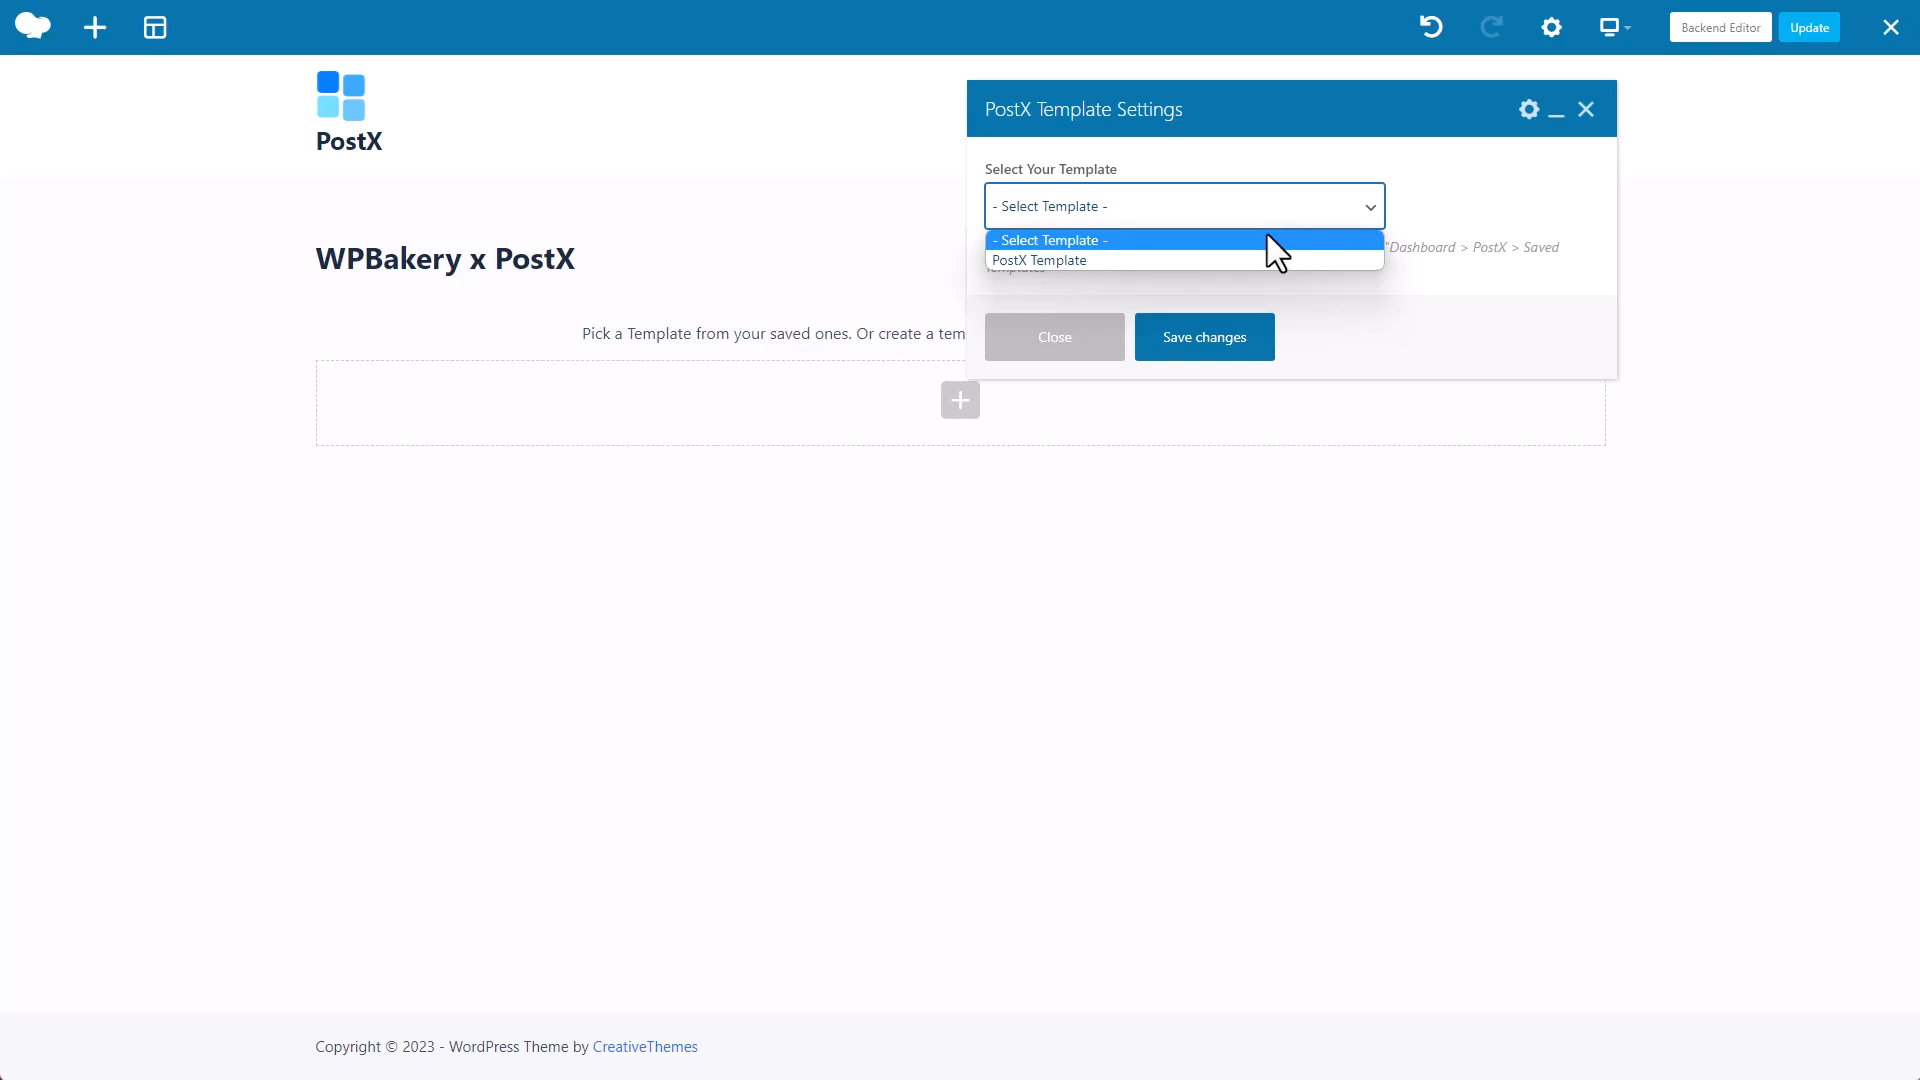 Backend Editor
Update
PostX
PostX Template Settings
Select Your Template
- Select Template -
- Select Template -
PostX Template
"Dashboard > PostX > Saved
Templates
WPBakery x PostX
Pick a Template from your saved ones. Or create a tem
Close
Save changes
Copyright © 2023 - WordPress Theme by CreativeThemes